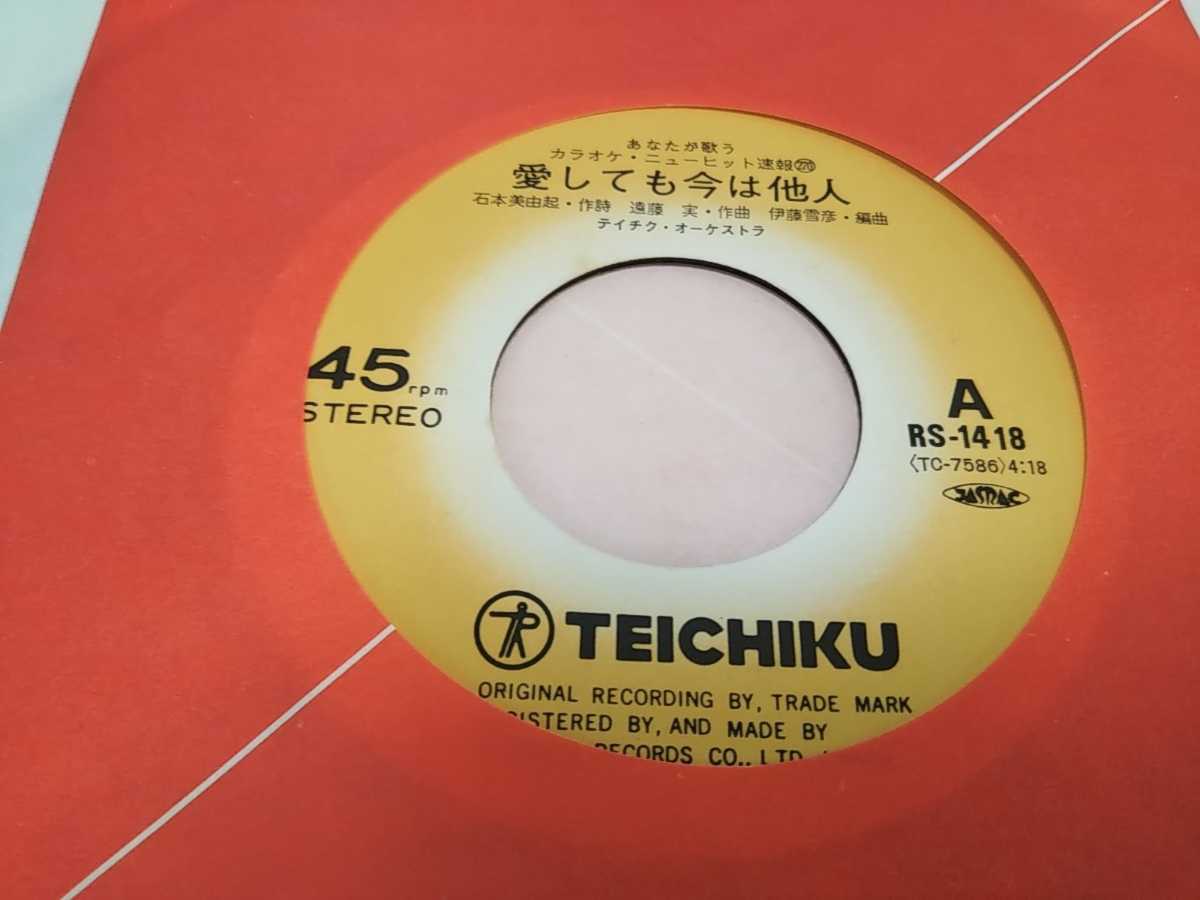 あなたが歌う
カラオケ・ニューヒット速報270
愛しても今は他人
石本美由起・作詩 遠藤 実・作曲 伊藤雪彦・編曲
テイチク・オーケストラ
45rpm
STEREO
A
RS-1418
〈TC-7586〉4:18
JASRAC
TEICHIKU
ORIGINAL RECORDING BY, TRADE MARK
ISTERED BY, AND MADE BY
RECORDS CO., LTD